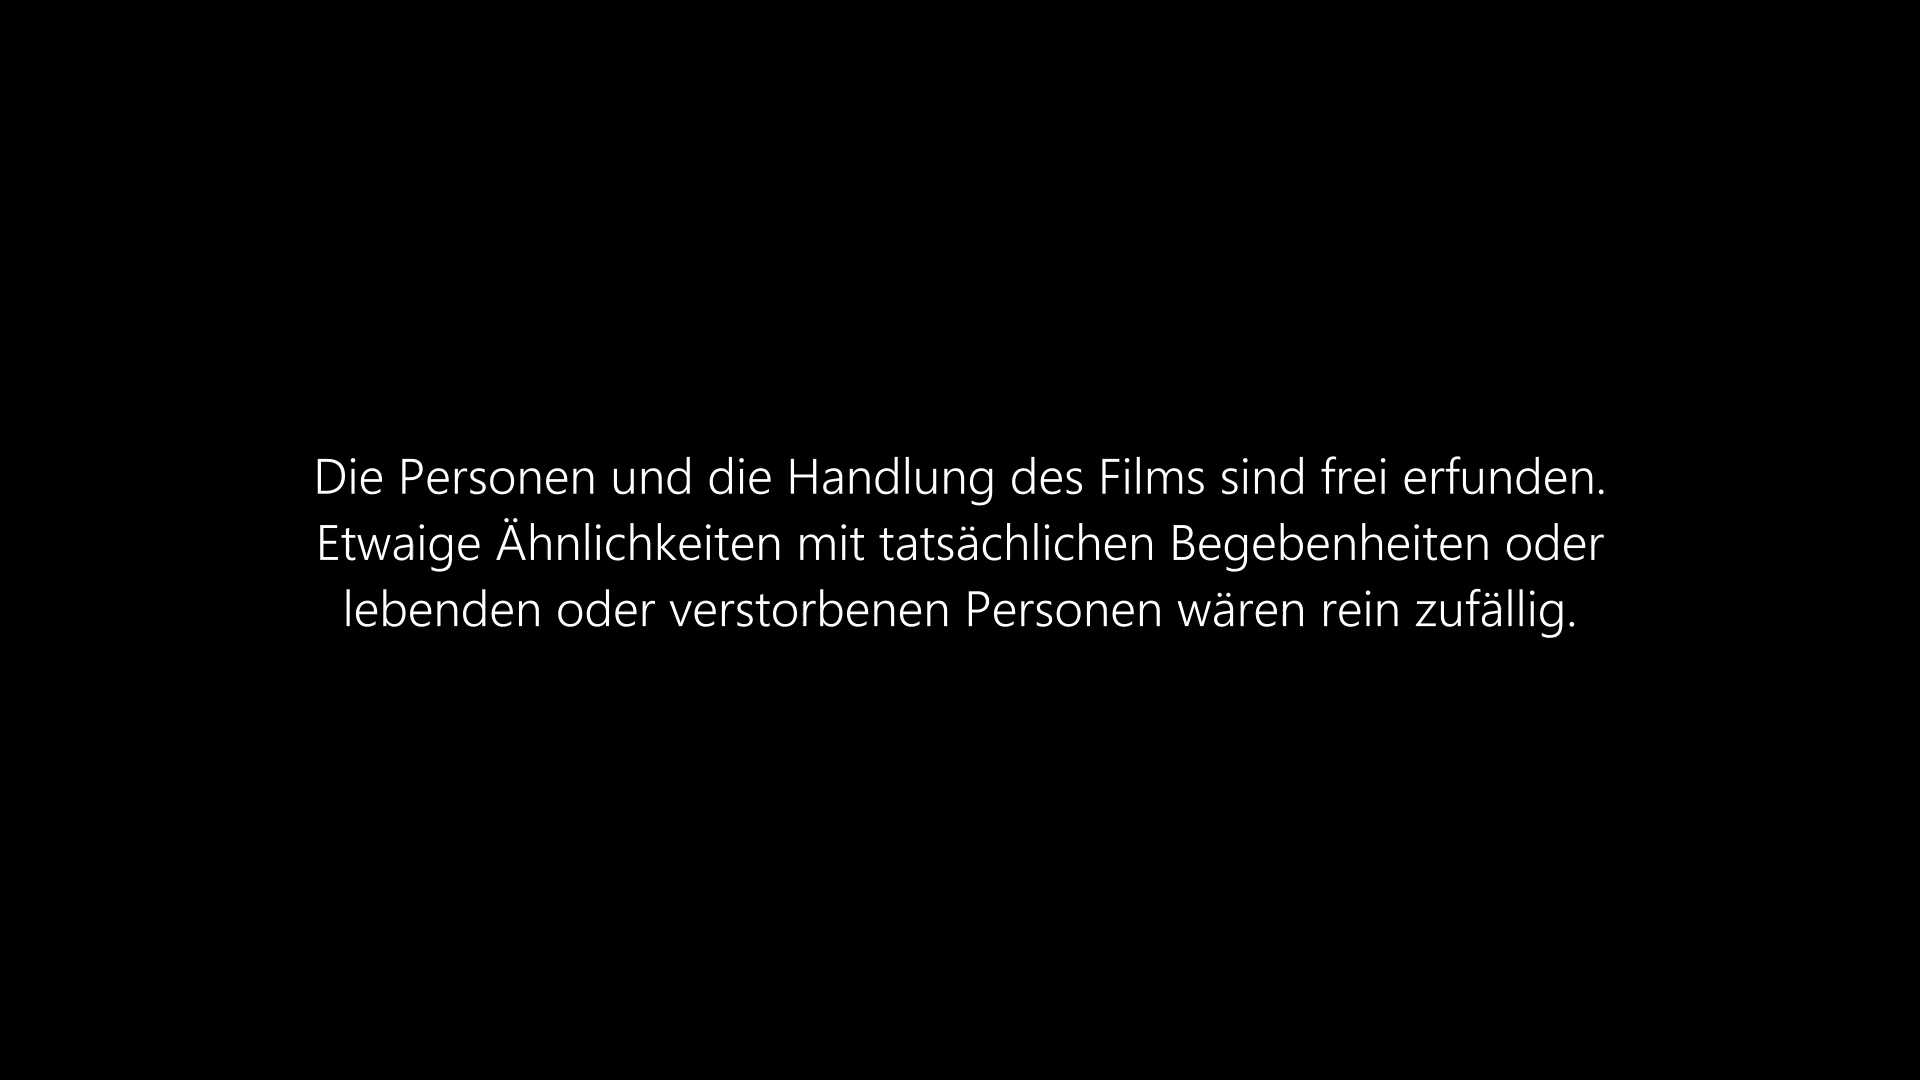 Die Personen und die Handlung des Films sind frei erfunden.
Etwaige Ähnlichkeiten mit tatsächlichen Begebenheiten oder
lebenden oder verstorbenen Personen wären rein zufällig.